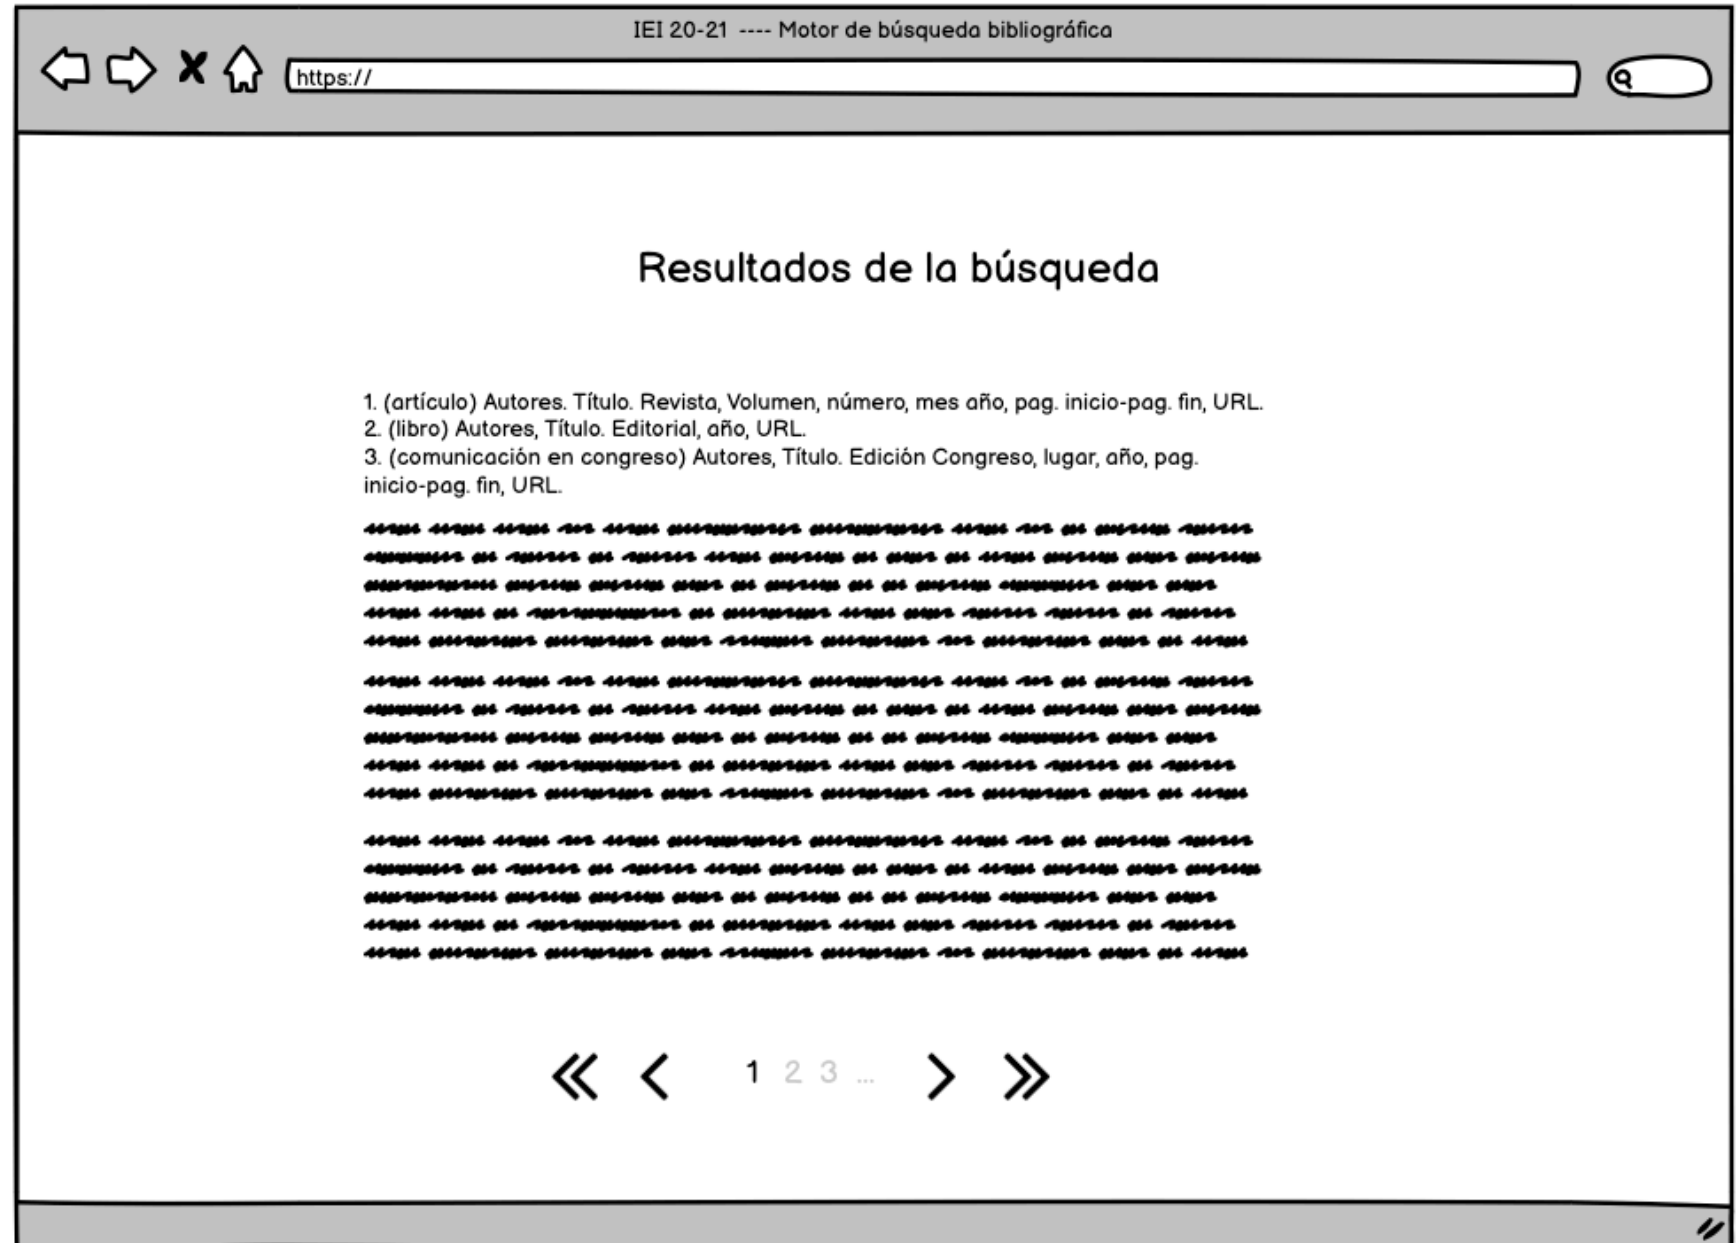 IEI 20-21 ---- Motor de búsqueda bibliográfica
https://
Resultados de la búsqueda
1. (artículo) Autores. Título. Revista, Volumen, número, mes año, pag. inicio-pag. fin, URL.
2. (libro) Autores, Título. Editorial, año, URL.
3. (comunicación en congreso) Autores, Título. Edición Congreso, lugar, año, pag.
inicio-pag. fin, URL.
1 2 3 ...